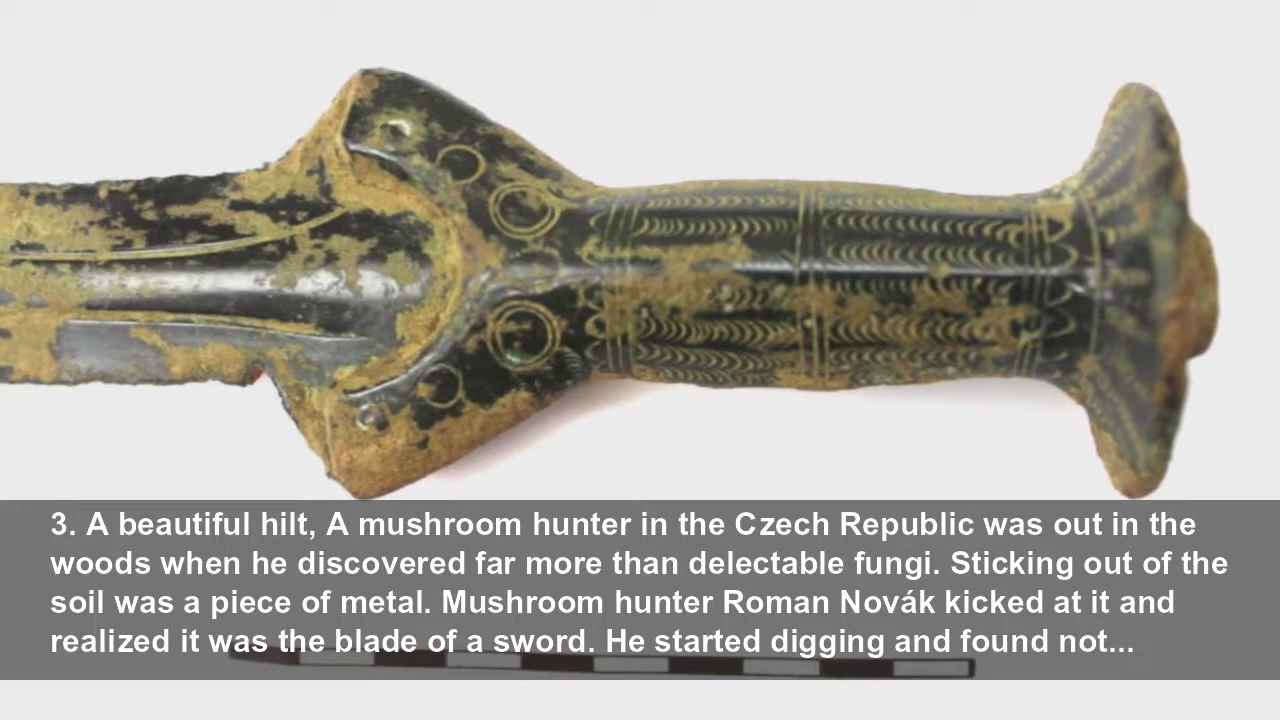 3. A beautiful hilt, A mushroom hunter in the Czech Republic was out in the
woods when he discovered far more than delectable fungi. Sticking out of the
soil was a piece of metal. Mushroom hunter Roman Novák kicked at it and
realized it was the blade of a sword. He started digging and found not...